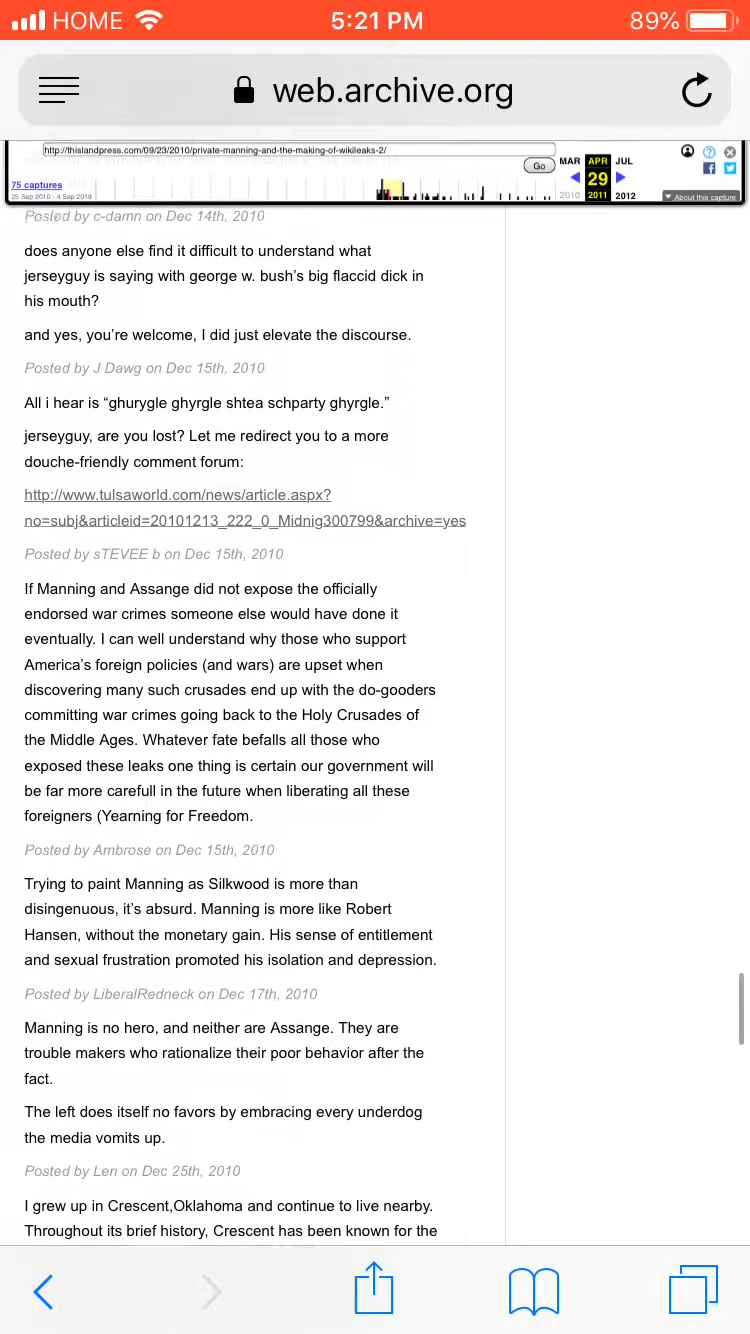 HOME
5:21 PM
89%
web.archive.org
http://thislandpress.com/09/23/2010/private-manning-and-the-making-of-wikileaks-2/
Go
MAR
APR
JUL
75 captures
29
25 Sep 2010 - 4 Sep 2019
2010
2011
2012
About this capture
Posted by c-damn on Dec 14th, 2010
does anyone else find it difficult to understand what
jerseyguy is saying with george w. bush's big flaccid dick in
his mouth?
and yes, you're welcome, I did just elevate the discourse.
Posted by J Dawg on Dec 15th, 2010
All i hear is “ghurygle ghyrgle shtea schparty ghyrgle.”
jerseyguy, are you lost? Let me redirect you to a more
douche-friendly comment forum:
http://www.tulsaworld.com/news/article.aspx?
no=subj&articleid=20101213_222_0_Midnig300799&archive=yes
Posted by sTEVEE b on Dec 15th, 2010
If Manning and Assange did not expose the officially
endorsed war crimes someone else would have done it
eventually. I can well understand why those who support
America's foreign policies (and wars) are upset when
discovering many such crusades end up with the do-gooders
committing war crimes going back to the Holy Crusades of
the Middle Ages. Whatever fate befalls all those who
exposed these leaks one thing is certain our government will
be far more carefull in the future when liberating all these
foreigners (Yearning for Freedom.
Posted by Ambrose on Dec 15th, 2010
Trying to paint Manning as Silkwood is more than
disingenuous, it's absurd. Manning is more like Robert
Hansen, without the monetary gain. His sense of entitlement
and sexual frustration promoted his isolation and depression.
Posted by LiberalRedneck on Dec 17th, 2010
Manning is no hero, and neither are Assange. They are
trouble makers who rationalize their poor behavior after the
fact.
The left does itself no favors by embracing every underdog
the media vomits up.
Posted by Len on Dec 25th, 2010
I grew up in Crescent,Oklahoma and continue to live nearby.
Throughout its brief history, Crescent has been known for the